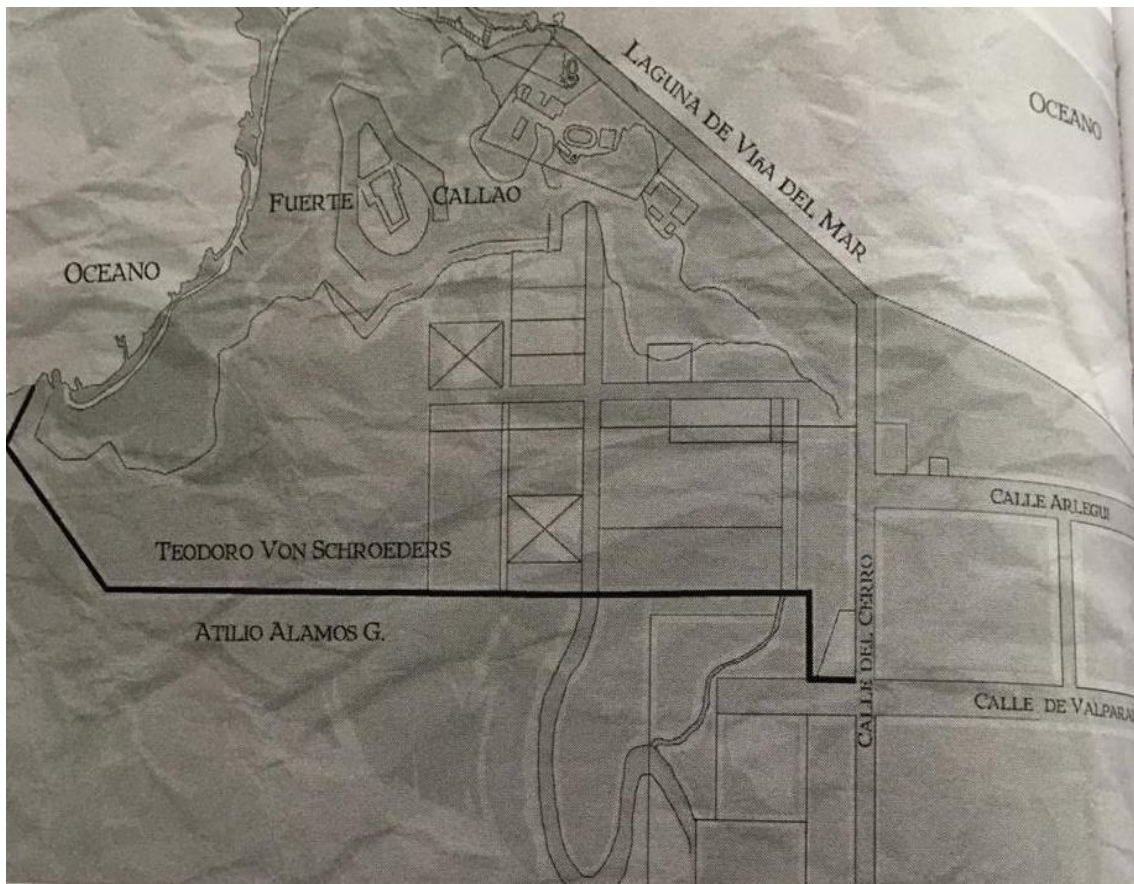 LAGUNA DE VIñA DEL MAR
OCEANO
FUERTE CALLAO
OCEANO
CALLE ARLEGUI
TEODORO VON SCHROEDERS
CALLE DEL CERRO
ATILIO ALAMOS G.
CALLE DE VALPARAI